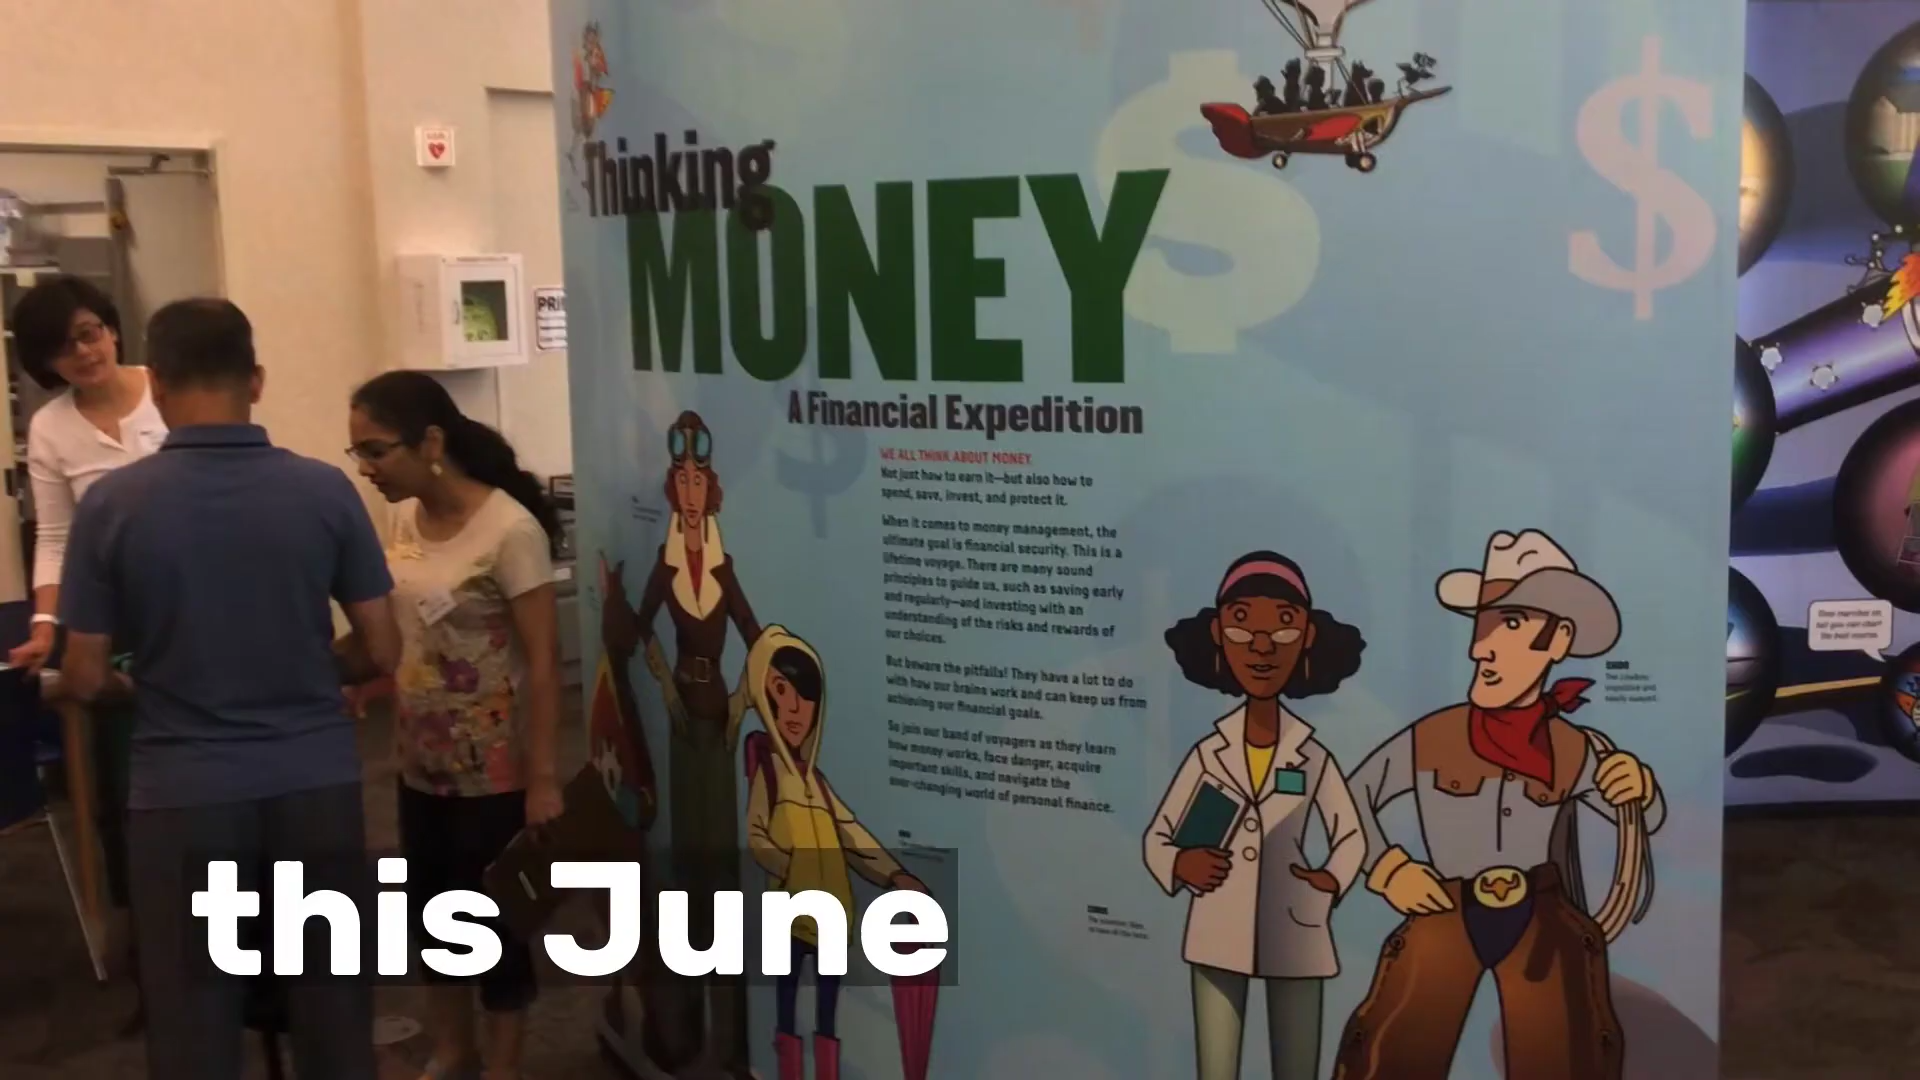 Thinking
MONEY
A Financial Expedition
WE ALL THINK ABOUT MONEY.
Not just how to earn it—but also how to
spend, save, invest, and protect it.
When it comes to money management, the
ultimate goal is financial security. This is a
lifetime voyage. There are many sound
principles to guide us, such as saving early
and regularly—and investing with an
understanding of the risks and rewards of
our choices.
But beware the pitfalls! They have a lot to do
with how our brains work and can keep us from
achieving our financial goals.
So join our band of voyagers as they learn
how money works, face danger, acquire
important skills, and navigate the
ever-changing world of personal finance.
PRI
this June